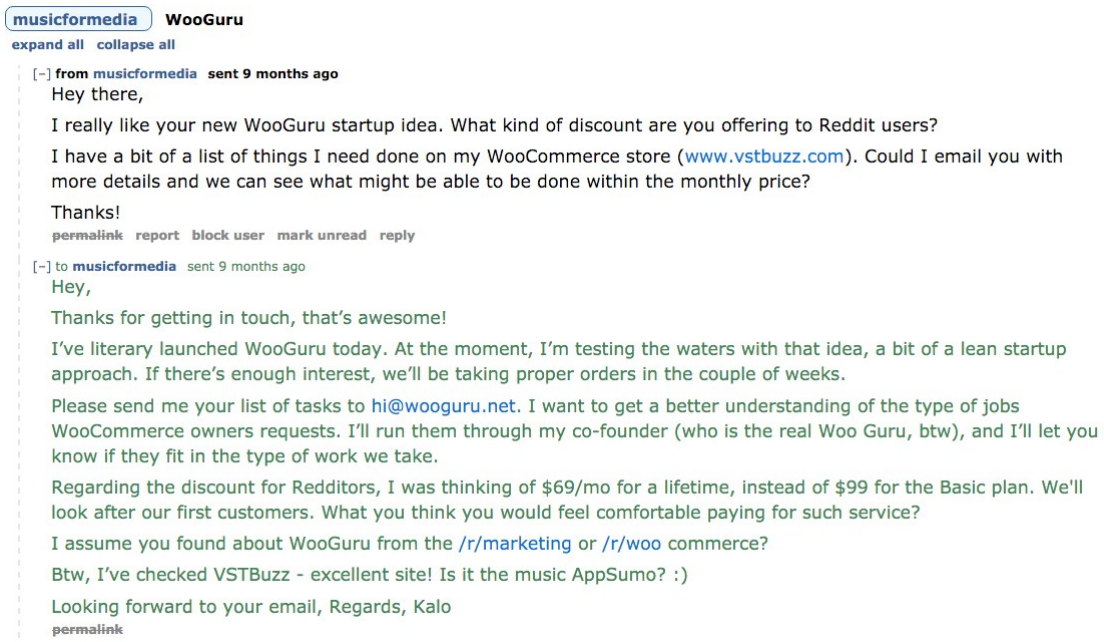 musicformedia WooGuru
expand all collapse all
[–] from musicformedia sent 9 months ago
Hey there,
I really like your new WooGuru startup idea. What kind of discount are you offering to Reddit users?
I have a bit of a list of things I need done on my WooCommerce store (www.vstbuzz.com). Could I email you with
more details and we can see what might be able to be done within the monthly price?
Thanks!
permalink report block user mark unread reply
[–] to musicformedia sent 9 months ago
Hey,
Thanks for getting in touch, that’s awesome!
I’ve literary launched WooGuru today. At the moment, I’m testing the waters with that idea, a bit of a lean startup
approach. If there’s enough interest, we’ll be taking proper orders in the couple of weeks.
Please send me your list of tasks to hi@wooguru.net. I want to get a better understanding of the type of jobs
WooCommerce owners requests. I’ll run them through my co-founder (who is the real Woo Guru, btw), and I’ll let you
know if they fit in the type of work we take.
Regarding the discount for Redditors, I was thinking of $69/mo for a lifetime, instead of $99 for the Basic plan. We'll
look after our first customers. What you think you would feel comfortable paying for such service?
I assume you found about WooGuru from the /r/marketing or /r/woo commerce?
Btw, I’ve checked VSTBuzz - excellent site! Is it the music AppSumo? :)
Looking forward to your email, Regards, Kalo
permalink